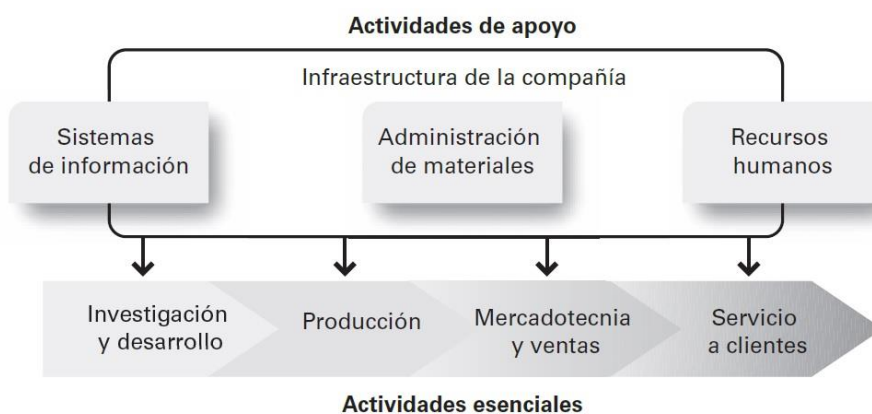 Actividades de apoyo
Infraestructura de la compañía
Sistemas
de información
Administración
de materiales
Recursos
humanos
Investigación
y desarrollo
Producción
Mercadotecnia
y ventas
Servicio
a clientes
Actividades esenciales